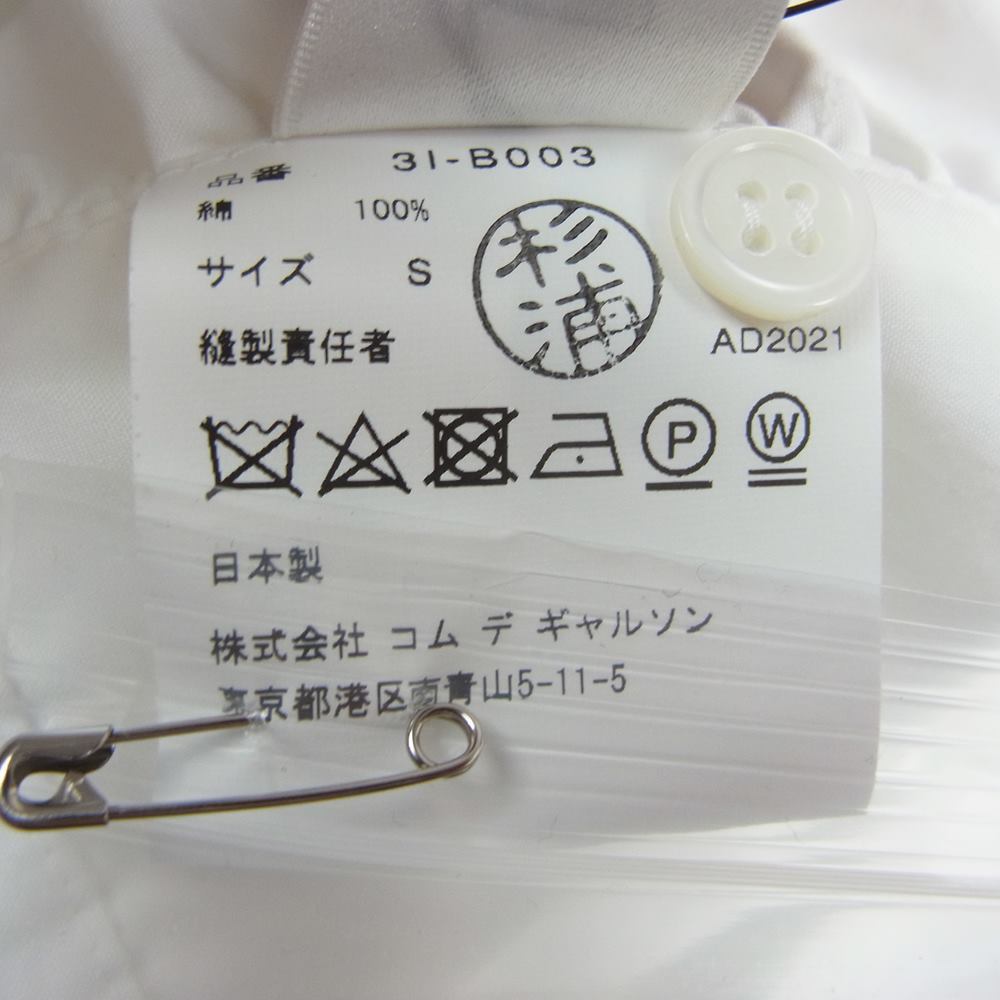 品番 3I-B003
綿 100%
サイズ S
杉浦
縫製責任者
AD2021
P W
日本製
株式会社 コム デ ギャルソン
東京都港区南青山5-11-5